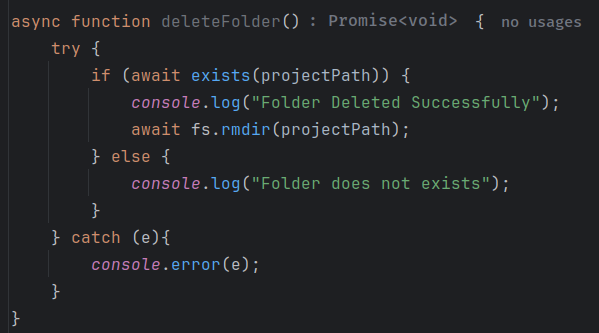 async function deleteFolder() : Promise<void> { no usages
    try {
        if (await exists(projectPath)) {
            console.log("Folder Deleted Successfully");
            await fs.rmdir(projectPath);
        } else {
            console.log("Folder does not exists");
        }
    } catch (e){
        console.error(e);
    }
}